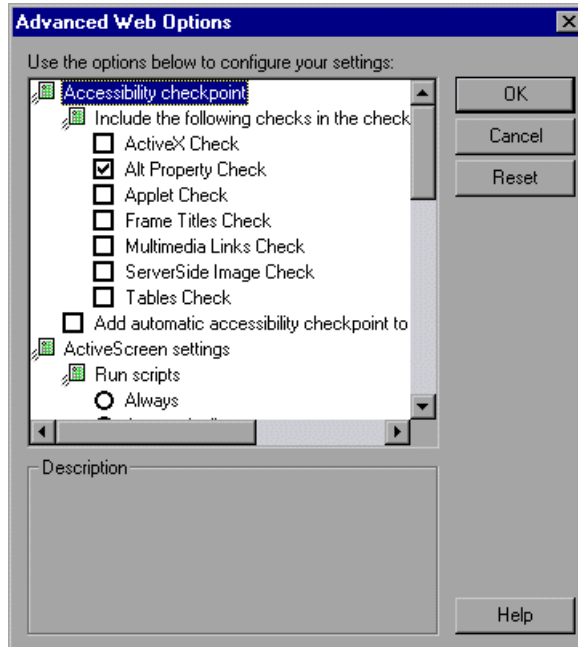 Advanced Web Options
Use the options below to configure your settings:
Accessibility checkpoint
Include the following checks in the check
ActiveX Check
Alt Property Check
Applet Check
Frame Titles Check
Multimedia Links Check
ServerSide Image Check
Tables Check
Add automatic accessibility checkpoint to
ActiveScreen settings
Run scripts
Always
OK
Cancel
Reset
Description
Help